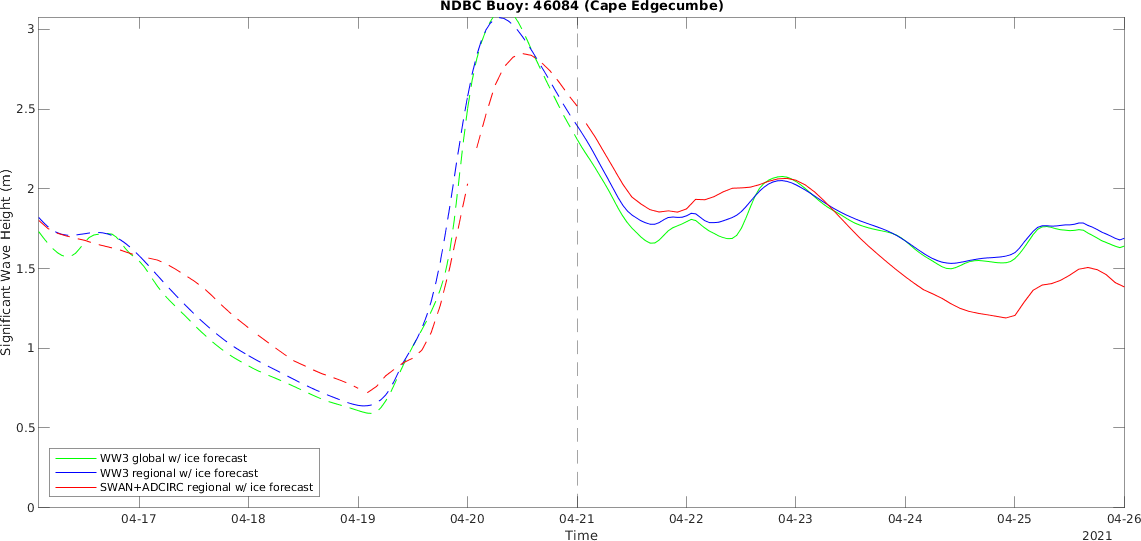 NDBC Buoy: 46084 (Cape Edgecumbe)
Significant Wave Height (m)
3
2.5
2
1.5
1
0.5
0
WW3 global w/ ice forecast
WW3 regional w/ ice forecast
SWAN+ADCIRC regional w/ ice forecast
04-17 04-18 04-19 04-20 04-21 04-22 04-23 04-24 04-25 04-26
Time
2021